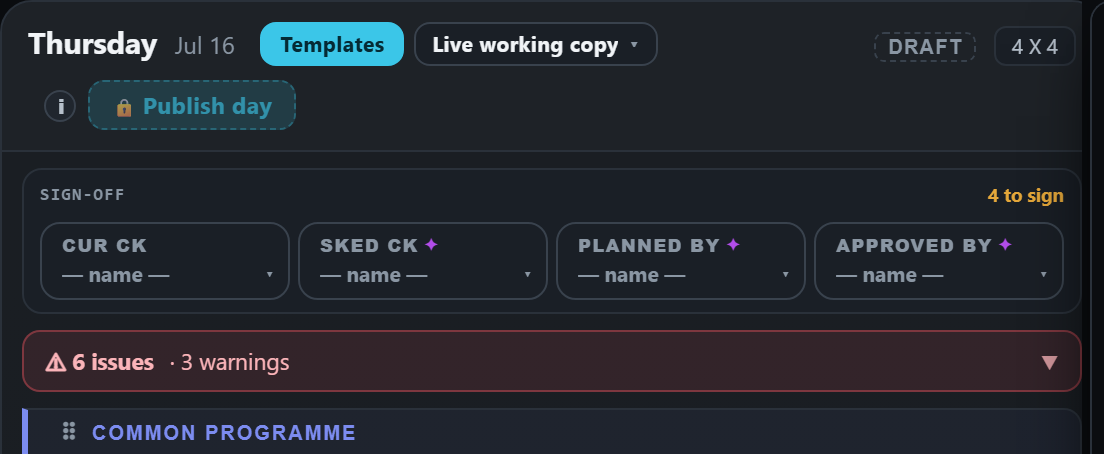 Thursday Jul 16 Templates Live working copy ▾ DRAFT 4 X 4
i 🔒 Publish day
SIGN-OFF 4 to sign
CUR CK SKED CK ✦ PLANNED BY ✦ APPROVED BY ✦
— name — ▾ — name — ▾ — name — ▾ — name — ▾
⚠ 6 issues · 3 warnings ▼
⠿ COMMON PROGRAMME